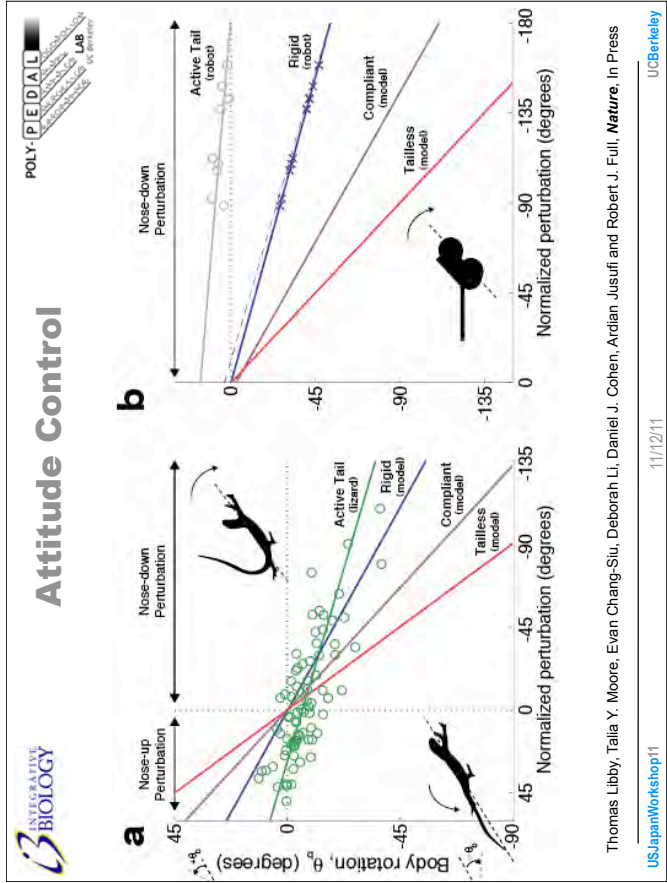 INTEGRATIVE
BIOLOGY
Attitude Control
POLY-PEDAL
LAB
UC Berkeley
a
Nose-up
Perturbation
Nose-down
Perturbation
45
0
-45
-90
Body rotation, θb (degrees)
Active Tail
(lizard)
Rigid
(model)
Compliant
(model)
Tailless
(model)
45
0
-45
-90
-135
Normalized perturbation (degrees)
b
Nose-down
Perturbation
0
-45
-90
-135
Active Tail
(robot)
Rigid
(robot)
Compliant
(model)
Tailless
(model)
0
-45
-90
-135
-180
Normalized perturbation (degrees)
Thomas Libby, Talia Y. Moore, Evan Chang-Siu, Deborah Li, Daniel J. Cohen, Ardian Jusufi and Robert J. Full, Nature, In Press
USJapanWorkshop11
11/12/11
UCBerkeley